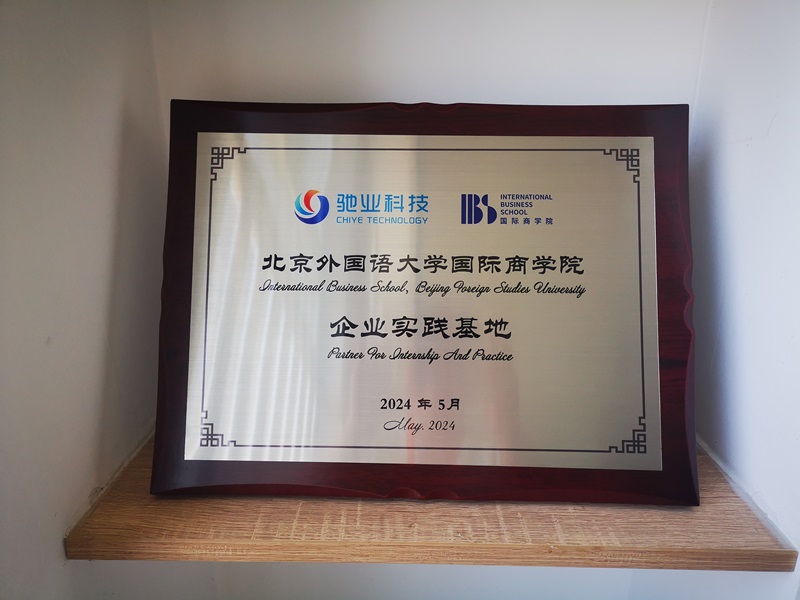 驰业科技
CHIYE TECHNOLOGY
IBS
INTERNATIONAL
BUSINESS
SCHOOL
国际商学院
北京外国语大学国际商学院
International Business School, Beijing Foreign Studies University
企业实践基地
Partner For Internship And Practice
2024 年 5月
May. 2024